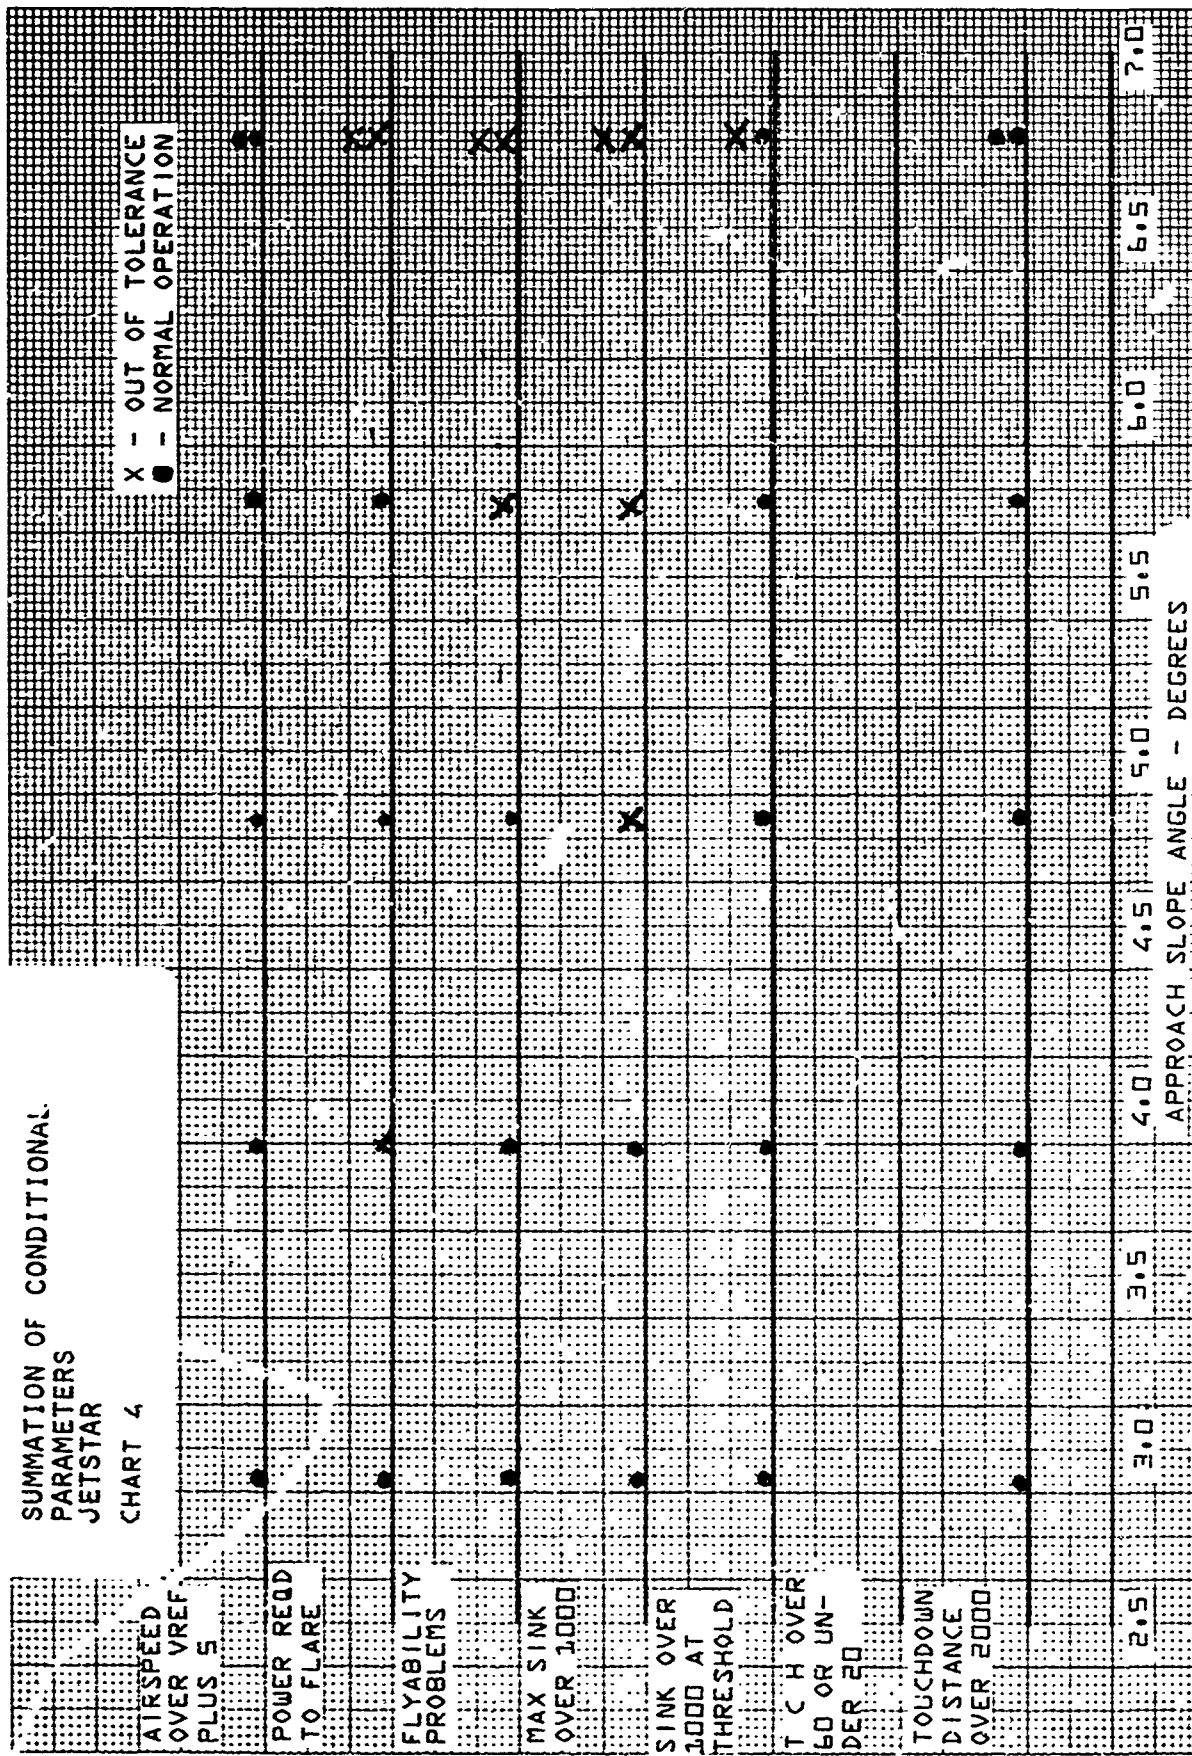 SUMMATION OF CONDITIONAL
PARAMETERS
JETSTAR
CHART 4
X - OUT OF TOLERANCE
● - NORMAL OPERATION
AIRSPEED
OVER VREF
PLUS 5
POWER REQD
TO FLARE
FLYABILITY
PROBLEMS
MAX SINK
OVER 1000
SINK OVER
1000 AT
THRESHOLD
T C H OVER
60 OR UN-
DER 20
TOLCHDOWN
DISTANCE
OVER 2000
2.5 3.0 3.5 4.0 4.5 5.0 5.5 6.0 6.5 7.0
APPROACH SLOPE ANGLE - DEGREES